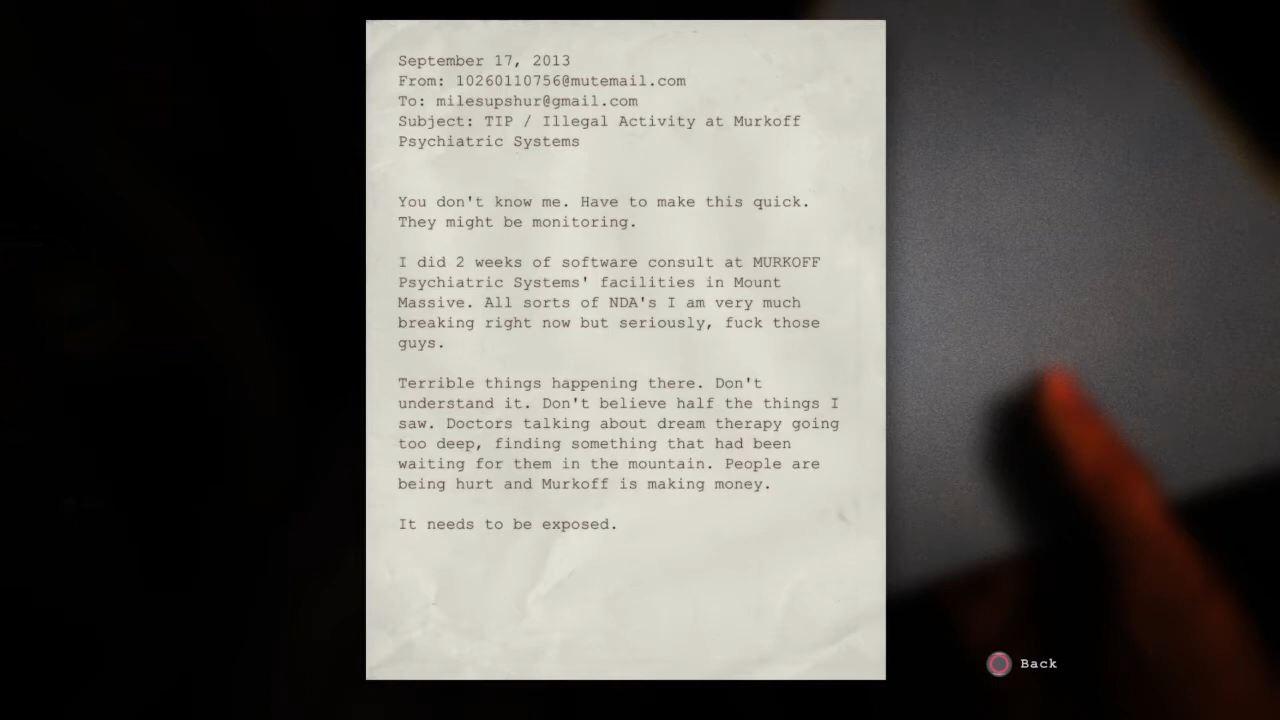 September 17, 2013
From: 10260110756@mutemail.com
To: milesupshur@gmail.com
Subject: TIP / Illegal Activity at Murkoff
Psychiatric Systems
You don't know me. Have to make this quick.
They might be monitoring.
I did 2 weeks of software consult at MURKOFF
Psychiatric Systems' facilities in Mount
Massive. All sorts of NDA's I am very much
breaking right now but seriously, fuck those
guys.
Terrible things happening there. Don't
understand it. Don't believe half the things I
saw. Doctors talking about dream therapy going
too deep, finding something that had been
waiting for them in the mountain. People are
being hurt and Murkoff is making money.
It needs to be exposed.
Back